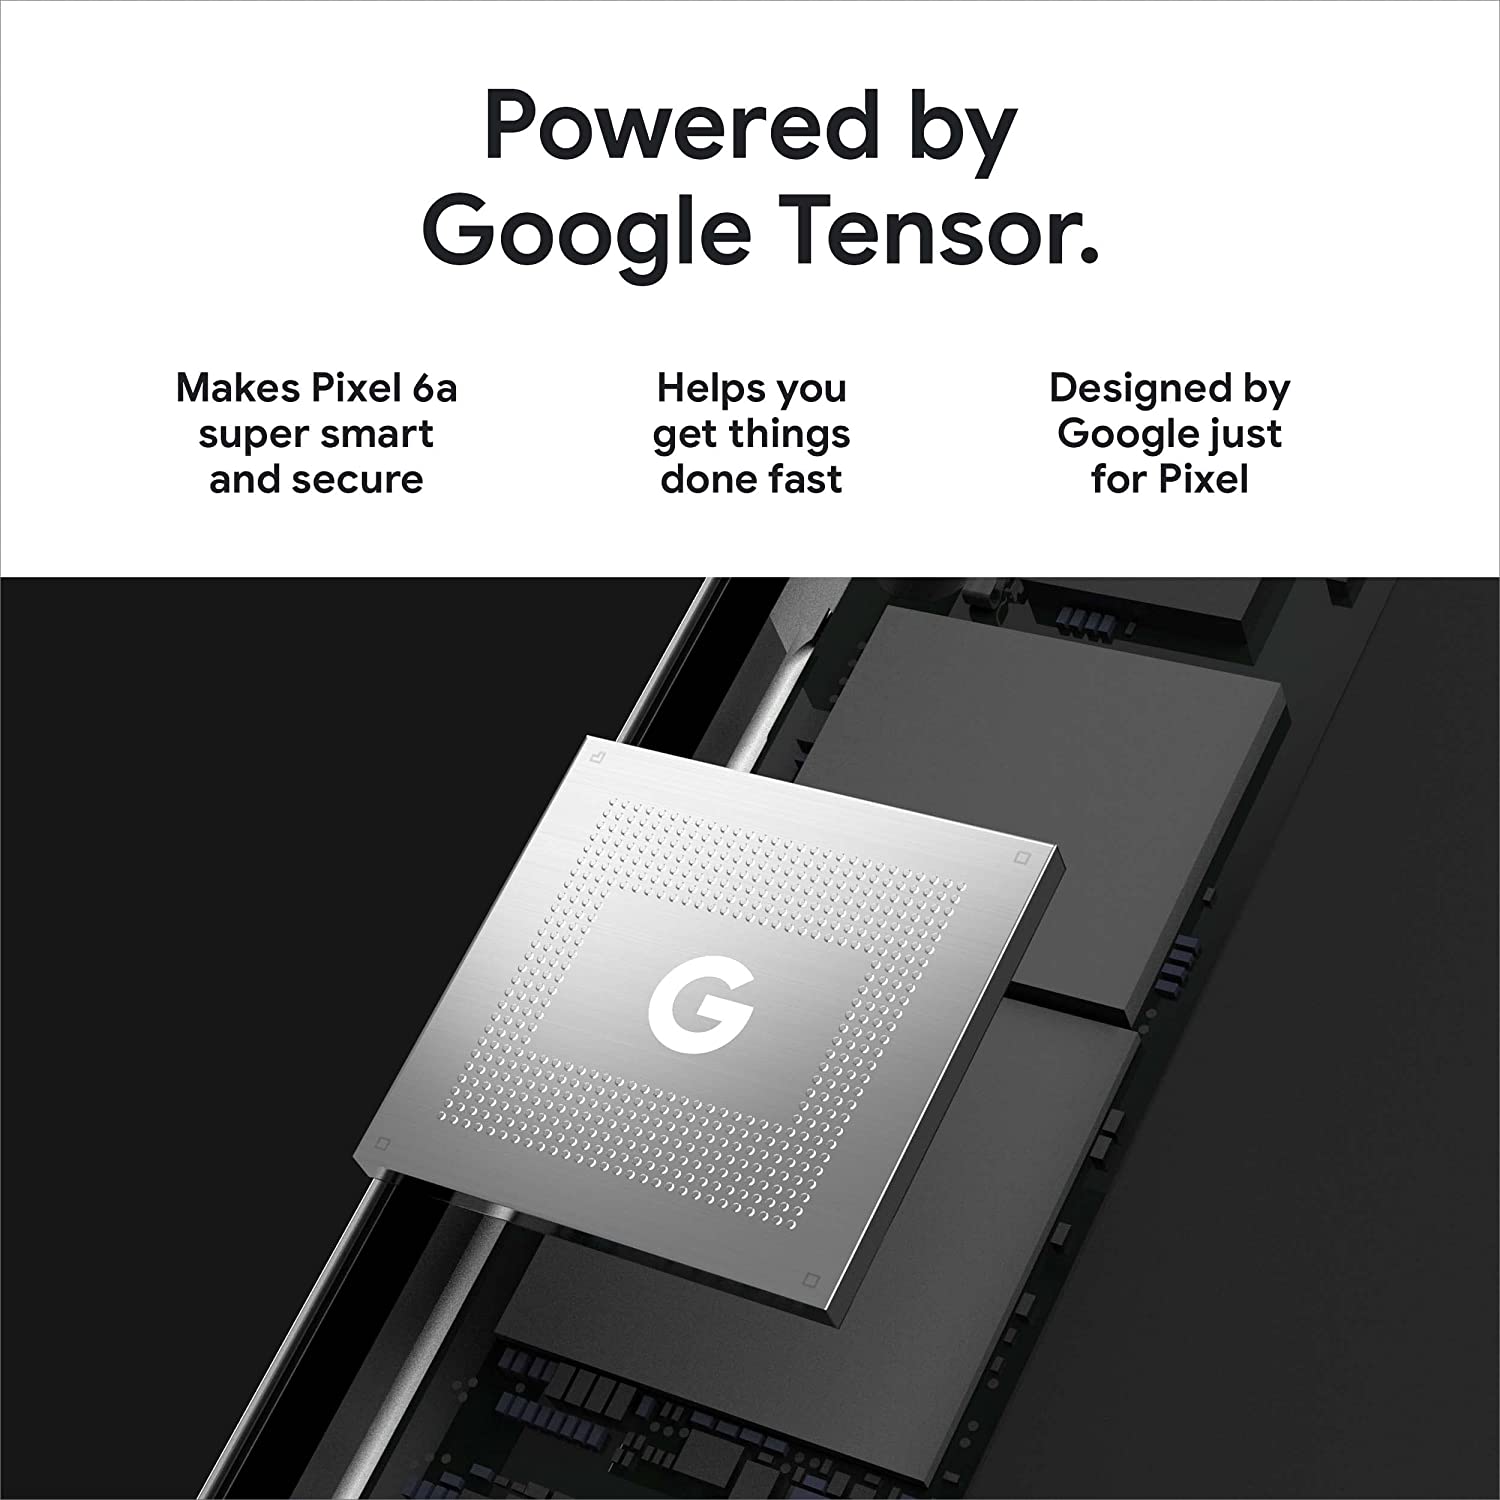 Powered by
Google Tensor.
Makes Pixel 6a
super smart
and secure
Helps you
get things
done fast
Designed by
Google just
for Pixel
G